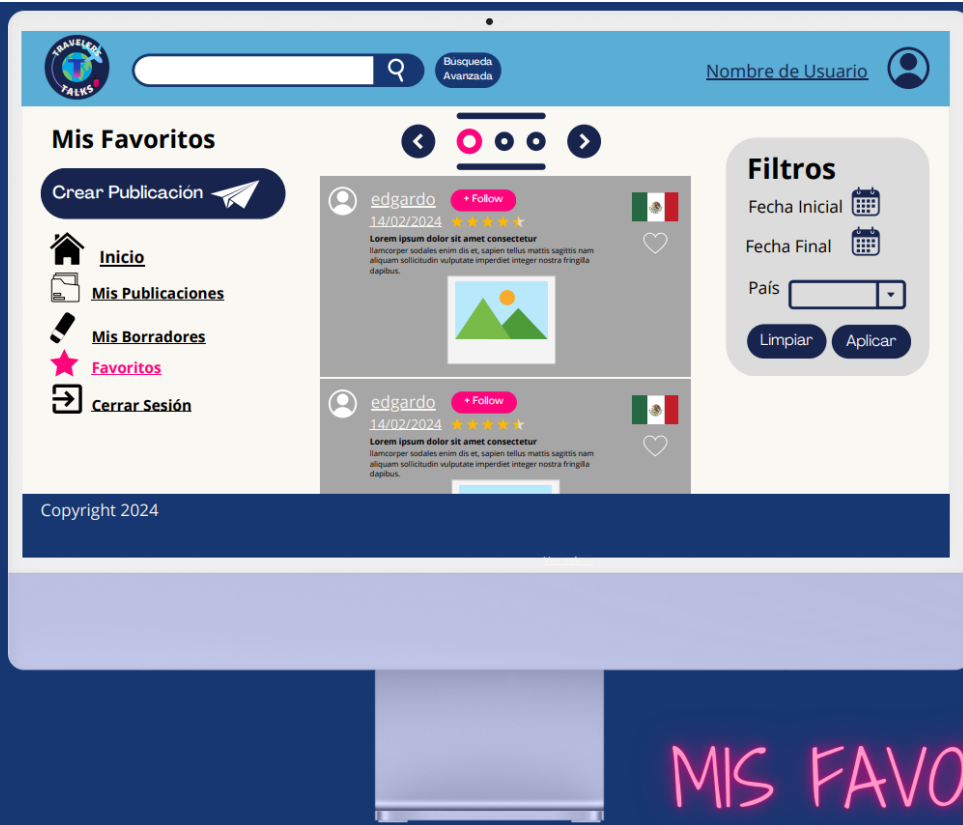 TRAVELERS
T
TALKS
Búsqueda
Avanzada
Nombre de Usuario
Mis Favoritos
Crear Publicación
Inicio
Mis Publicaciones
Mis Borradores
Favoritos
Cerrar Sesión
edgardo
+ Follow
14/02/2024
Lorem ipsum dolor sit amet consectetur
llamcorper sodales enim dis et, sapien tellus mattis sagittis nam
aliquam sollicitudin vulputate imperdiet integer nostra fringilla
dapibus.
edgardo
+ Follow
14/02/2024
Lorem ipsum dolor sit amet consectetur
llamcorper sodales enim dis et, sapien tellus mattis sagittis nam
aliquam sollicitudin vulputate imperdiet integer nostra fringilla
dapibus.
Filtros
Fecha Inicial
Fecha Final
País
Limpiar
Aplicar
Copyright 2024
MIS FAVO